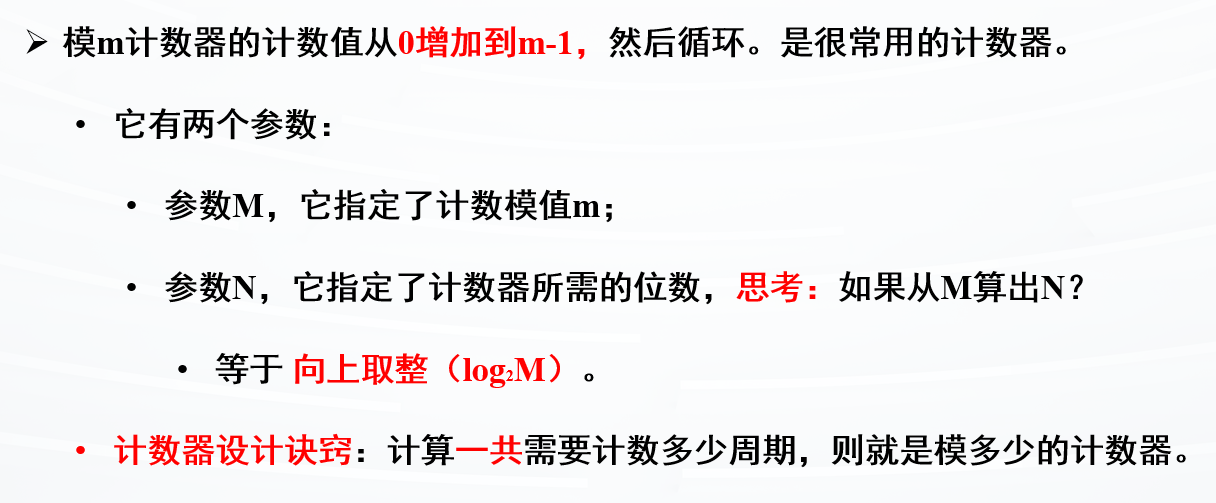 ➢ 模m计数器的计数值从0增加到m-1，然后循环。是很常用的计数器。
• 它有两个参数：
• 参数M，它指定了计数模值m；
• 参数N，它指定了计数器所需的位数，思考：如果从M算出N？
• 等于 向上取整（log₂M）。
• 计数器设计诀窍：计算一共需要计数多少周期，则就是模多少的计数器。